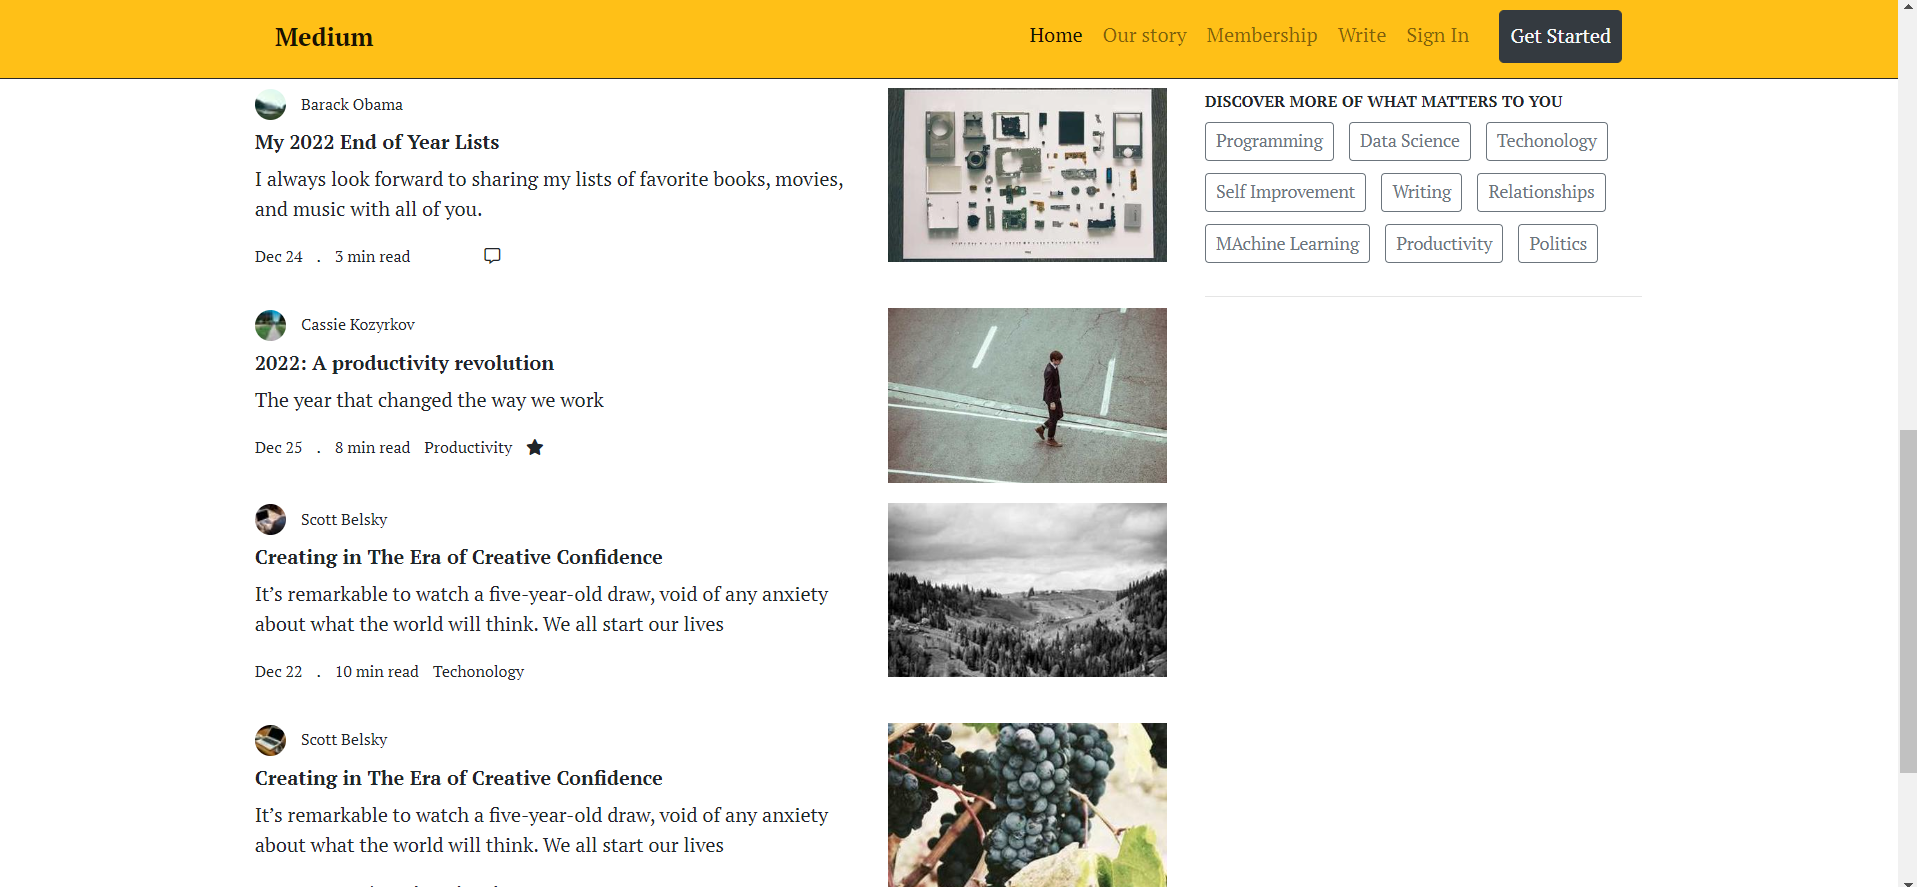 Medium
Home Our story Membership Write Sign In Get Started
Barack Obama
My 2022 End of Year Lists
I always look forward to sharing my lists of favorite books, movies,
and music with all of you.
Dec 24 . 3 min read
Cassie Kozyrkov
2022: A productivity revolution
The year that changed the way we work
Dec 25 . 8 min read Productivity
Scott Belsky
Creating in The Era of Creative Confidence
It’s remarkable to watch a five-year-old draw, void of any anxiety
about what the world will think. We all start our lives
Dec 22 . 10 min read Techonology
Scott Belsky
Creating in The Era of Creative Confidence
It’s remarkable to watch a five-year-old draw, void of any anxiety
about what the world will think. We all start our lives
DISCOVER MORE OF WHAT MATTERS TO YOU
Programming Data Science Techonology
Self Improvement Writing Relationships
MAchine Learning Productivity Politics